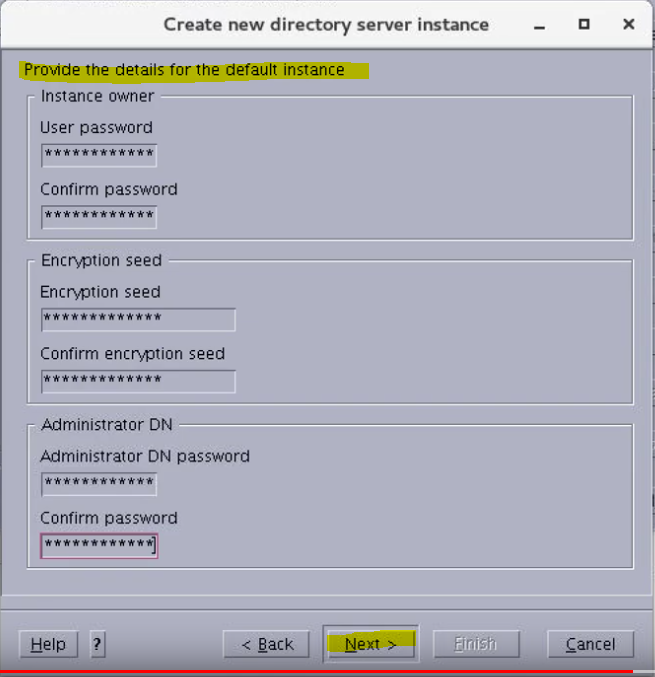 Create new directory server instance
Provide the details for the default instance
Instance owner
User password
************
Confirm password
************
Encryption seed
Encryption seed
*************
Confirm encryption seed
*************
Administrator DN
Administrator DN password
************
Confirm password
************
Help ? < Back Next > Finish Cancel